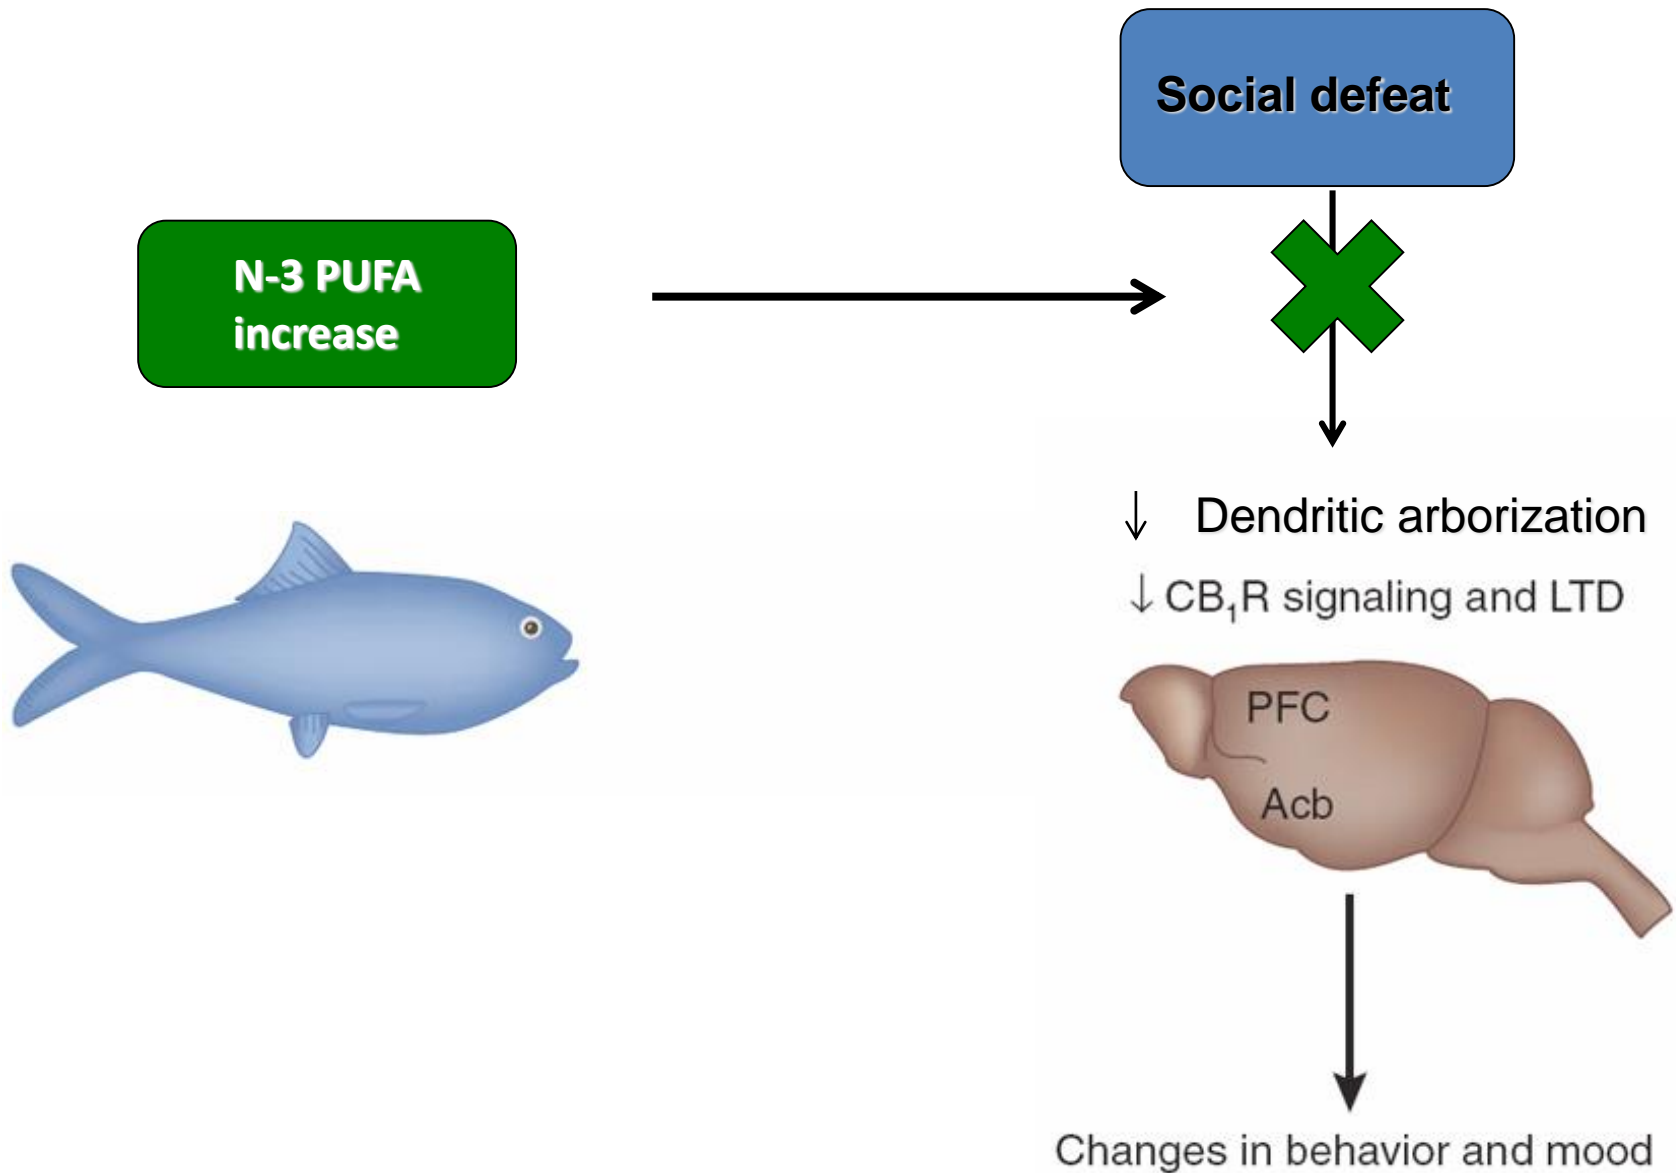 Social defeat
N-3 PUFA
increase
↓ Dendritic arborization
↓ CB₁R signaling and LTD
PFC
Acb
Changes in behavior and mood